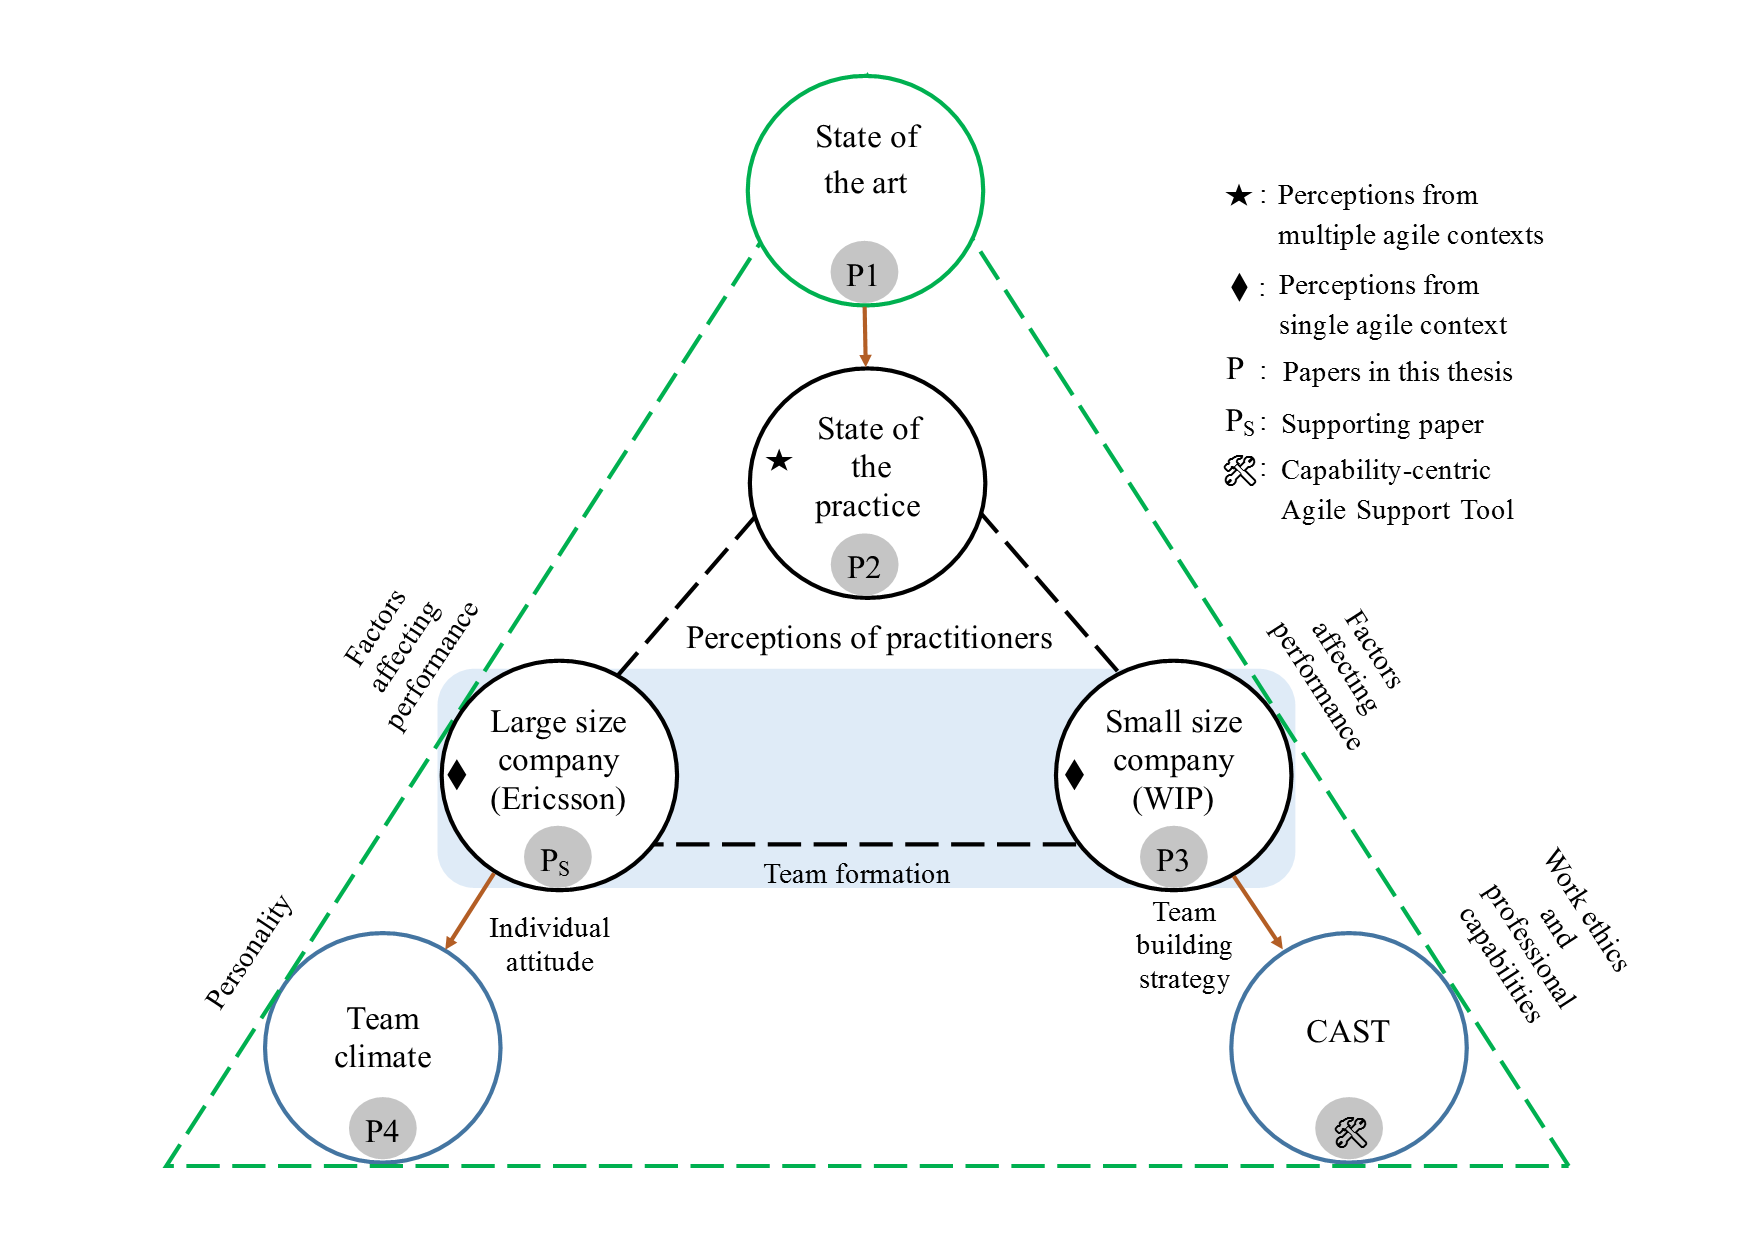 State of
the art
P1
★ : Perceptions from
multiple agile contexts
♦ : Perceptions from
single agile context
P : Papers in this thesis
PS : Supporting paper
: Capability-centric
Agile Support Tool
State of
the
practice
P2
Factors
affecting
performance
Perceptions of practitioners
Factors
affecting
performance
Large size
company
(Ericsson)
PS
Small size
company
(WIP)
P3
Team formation
Individual
attitude
Team
building
strategy
Personality
Work ethics
and
professional
capabilities
Team
climate
P4
CAST